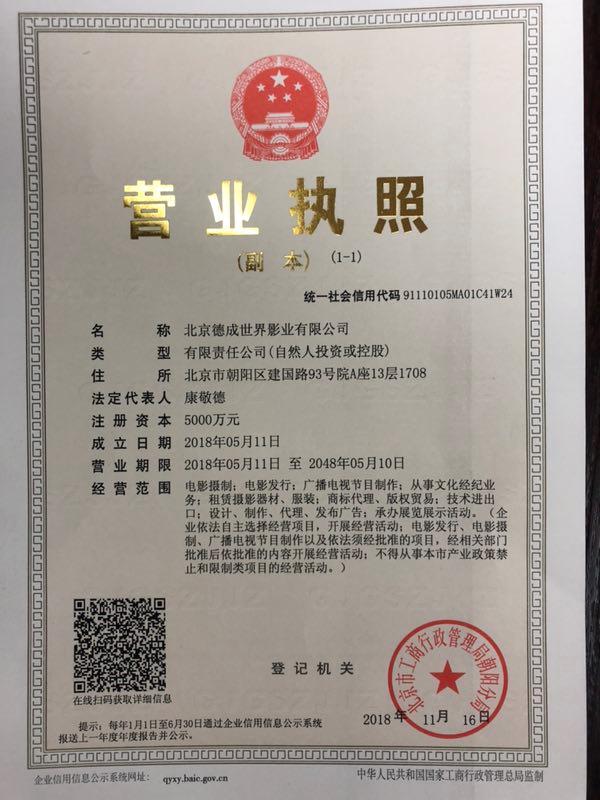 营业执照
(副 本) (1-1)
统一社会信用代码 91110105MA01C41W24
名 称 北京德成世界影业有限公司
类 型 有限责任公司(自然人投资或控股)
住 所 北京市朝阳区建国路93号院A座13层1708
法定代表人 康敬德
注册资本 5000万元
成立日期 2018年05月11日
营业期限 2018年05月11日 至 2048年05月10日
经营范围 电影摄制；电影发行；广播电视节目制作；从事文化经纪业
务；租赁摄影器材、服装；商标代理、版权贸易；技术进出
口；设计、制作、代理、发布广告；承办展览展示活动。（企
业依法自主选择经营项目，开展经营活动；电影发行、电影摄
制、广播电视节目制作以及依法须经批准的项目，经相关部门
批准后依批准的内容开展经营活动；不得从事本市产业政策禁
止和限制类项目的经营活动。）
在线扫码获取详细信息
登记机关
北京市工商行政管理局朝阳分局
2018年 11月 16日
提示：每年1月1日至6月30日通过企业信用信息公示系统
报送上一年度年度报告并公示。
企业信用信息公示系统网址： qyxy.baic.gov.cn
中华人民共和国国家工商行政管理总局监制